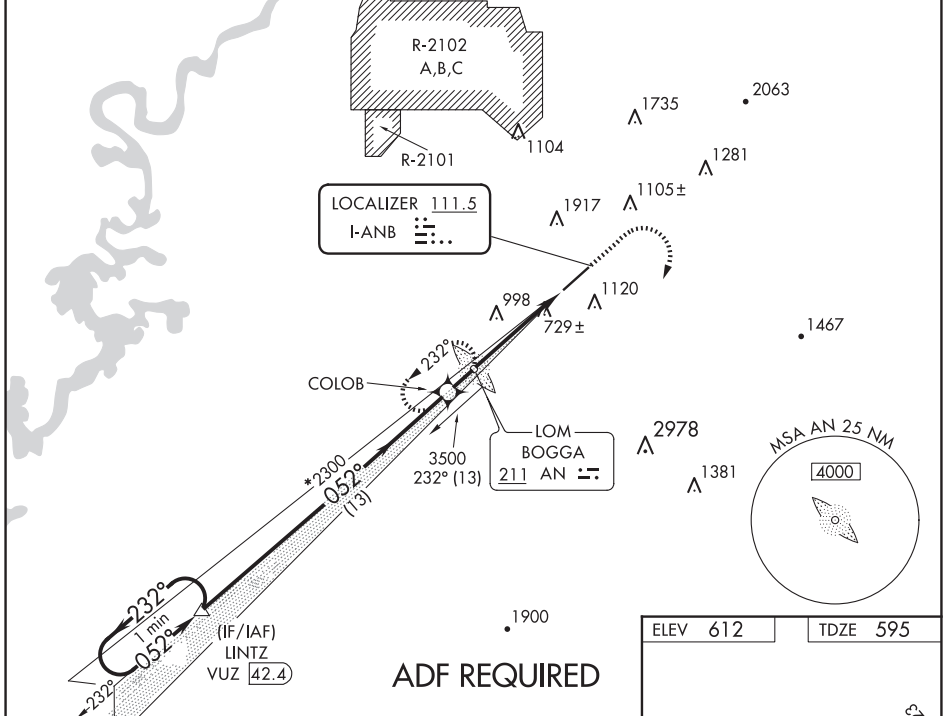 R-2102
A,B,C
R-2101
1104
1735
2063
1281
1105±
1917
LOCALIZER 111.5
I-ANB
998
729±
1120
1467
232°
COLOB
LOM
BOGGA
211 AN
2978
1381
3500
232° (13)
*2300
052°
(13)
MSA AN 25 NM
4000
232°
1 min
052°
(IF/IAF)
LINTZ
VUZ 42.4
232°
1900
ADF REQUIRED
ELEV 612
TDZE 595